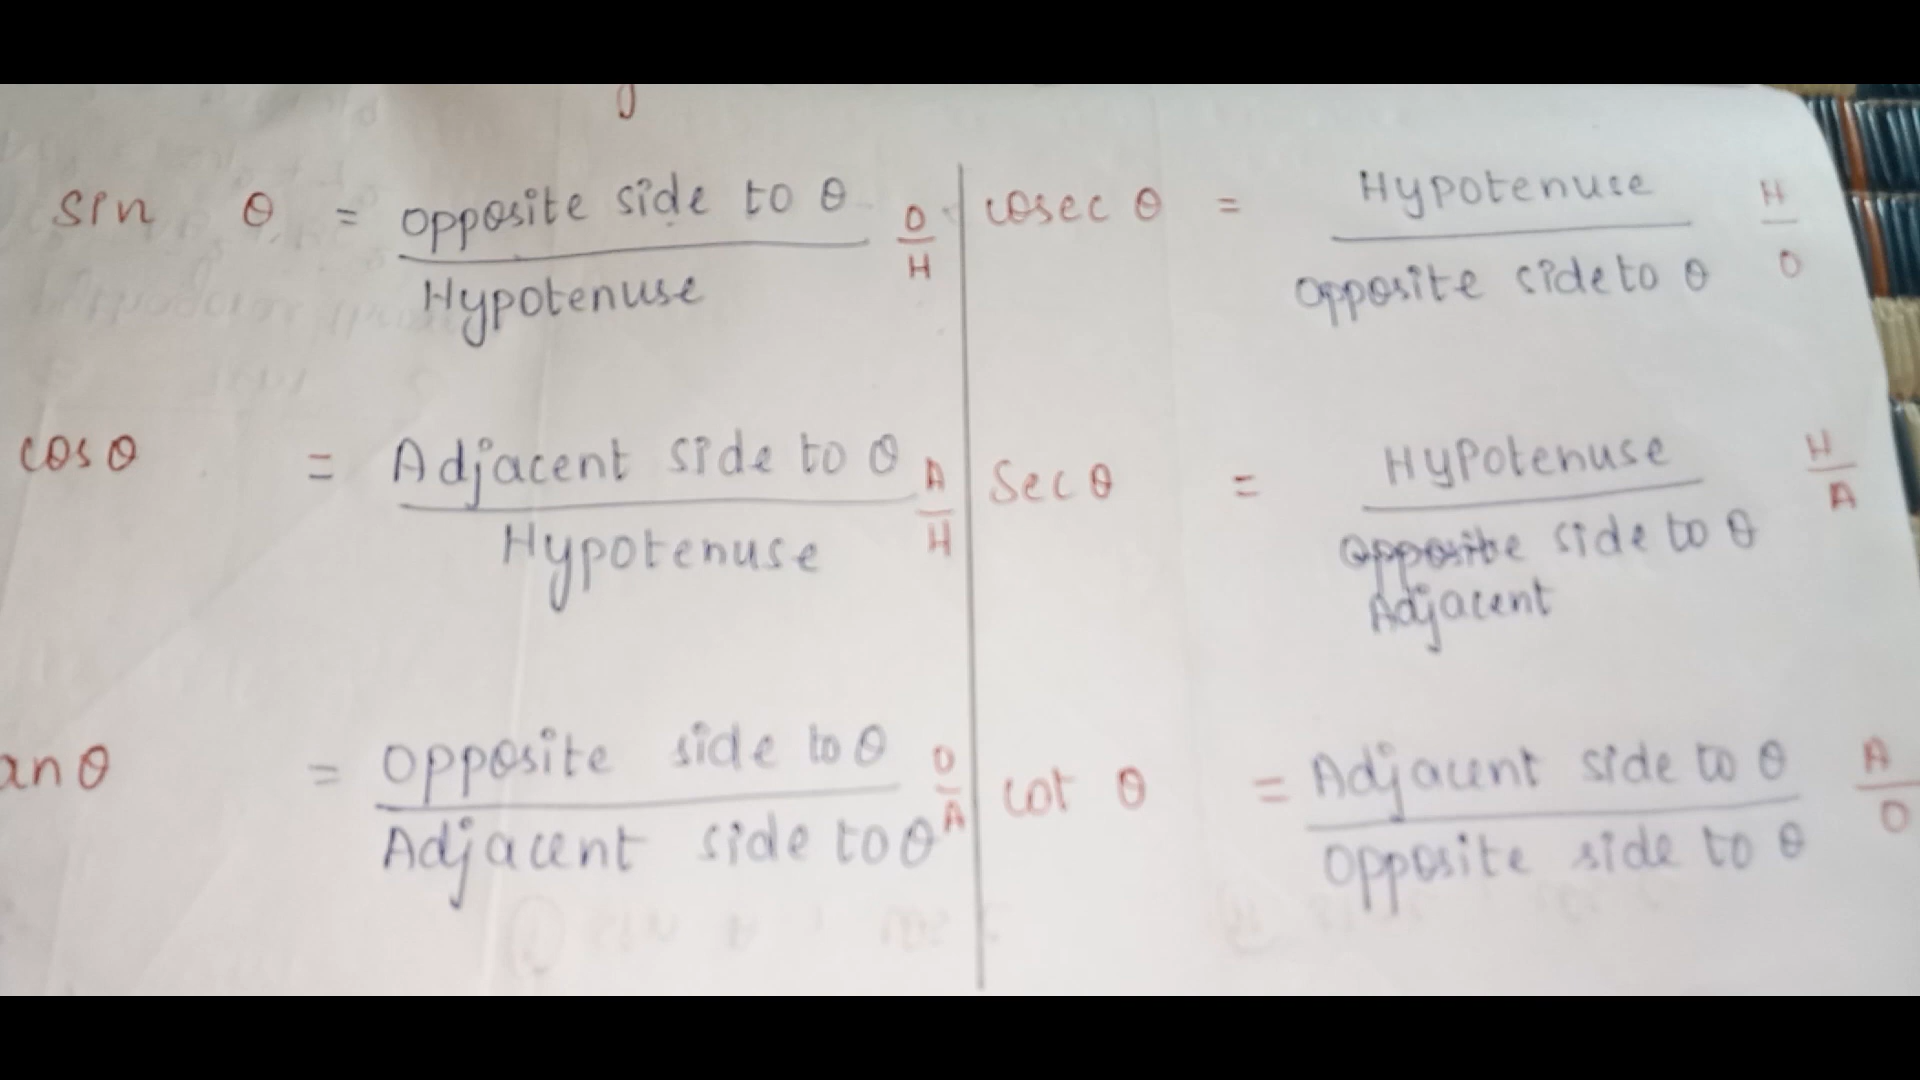 sin θ = opposite side to θ O
Hypotenuse H
cosec θ = Hypotenuse H
opposite side to θ O
cos θ = Adjacent side to θ A
Hypotenuse H
Sec θ = Hypotenuse H
opposite side to θ A
Adjacent
an θ = opposite side to θ O
Adjacent side to θ A
cot θ = Adjacent side to θ A
opposite side to θ O